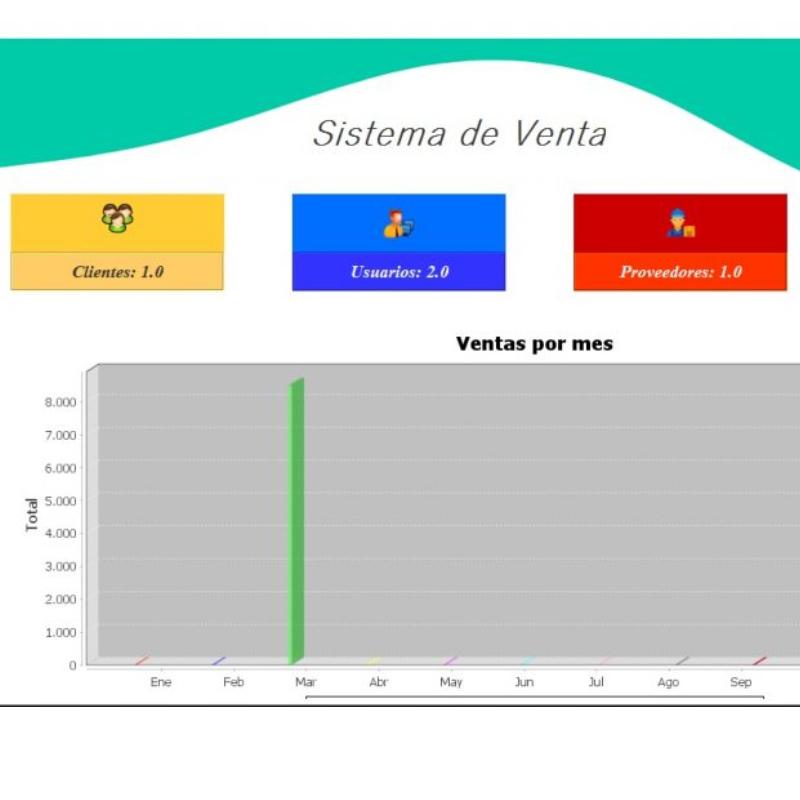 Sistema de Venta
Clientes: 1.0
Usuarios: 2.0
Proveedores: 1.0
Ventas por mes
Total
8.000
7.000
6.000
5.000
4.000
3.000
2.000
1.000
0
Ene Feb Mar Abr May Jun Jul Ago Sep